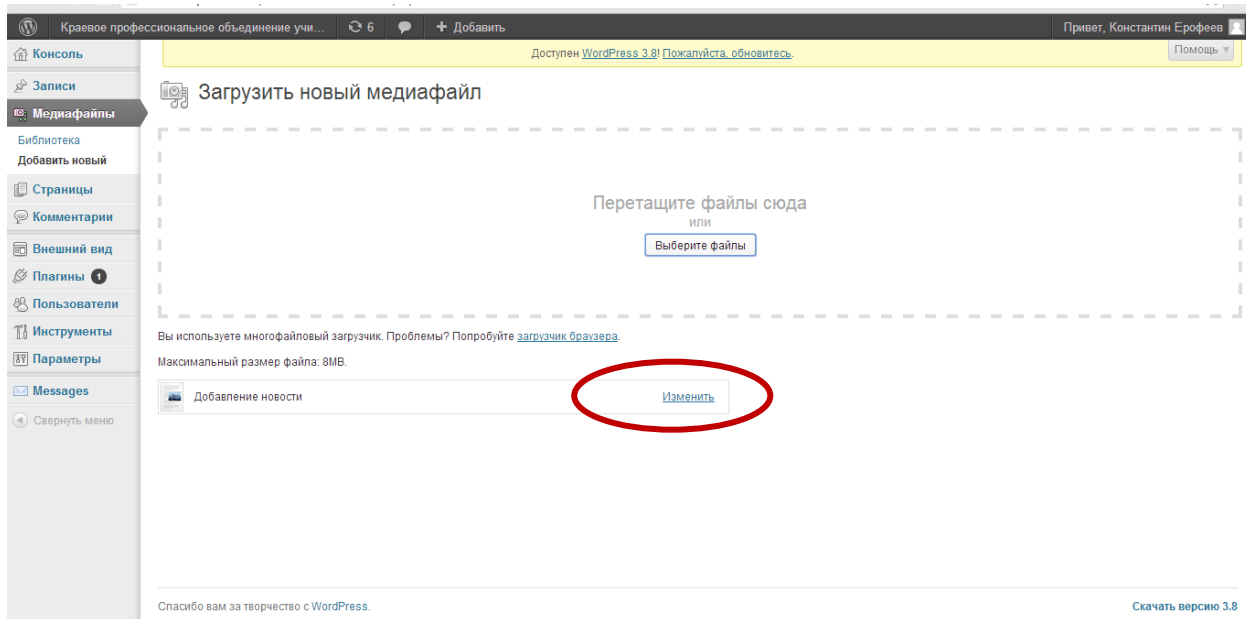 Краевое профессиональное объединение учи... 6 Добавить Привет, Константин Ерофеев
Консоль
Записи
Медиафайлы
Библиотека
Добавить новый
Страницы
Комментарии
Внешний вид
Плагины 1
Пользователи
Инструменты
Параметры
Messages
Свернуть меню
Доступен WordPress 3.8! Пожалуйста, обновитесь.
Помощь
Загрузить новый медиафайл
Перетащите файлы сюда
или
Выберите файлы
Вы используете многофайловый загрузчик. Проблемы? Попробуйте загрузчик браузера.
Максимальный размер файла: 8MB.
Добавление новости Изменить
Спасибо вам за творчество с WordPress. Скачать версию 3.8